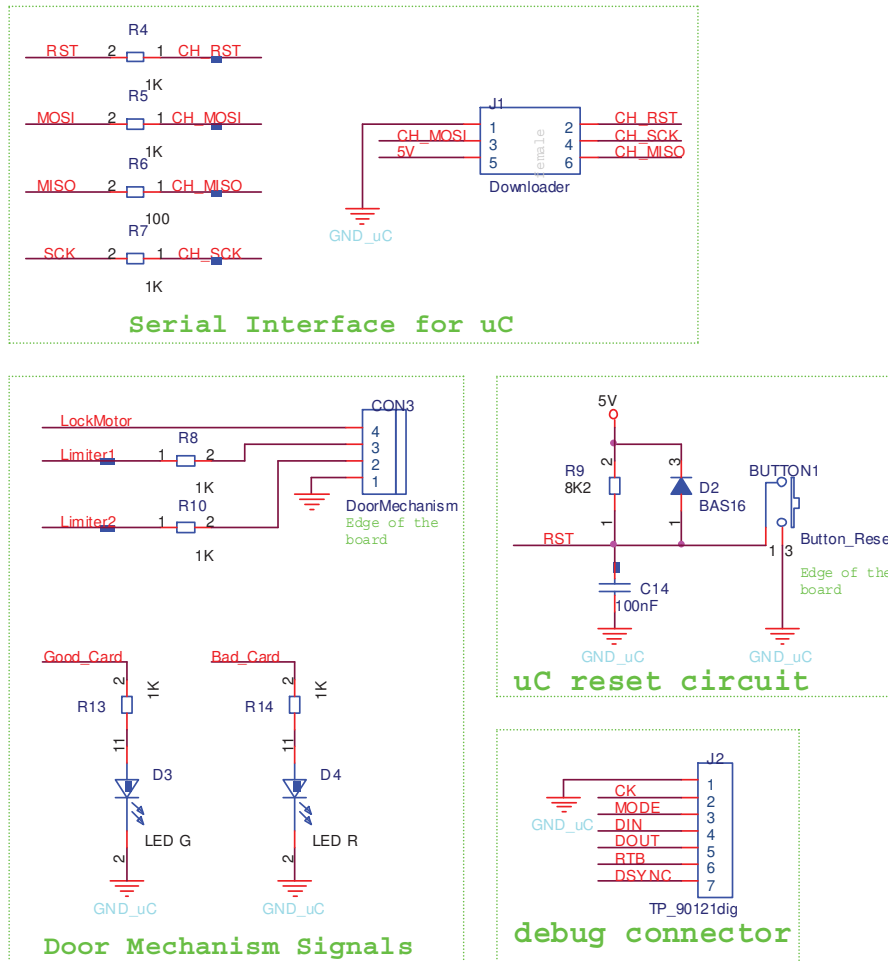 R4
RST 2 1 CH_RST
1K
R5
MOSI 2 1 CH_MOSI
1K
R6
MISO 2 1 CH_MISO
100
R7
SCK 2 1 CH_SCK
1K
J1
1 2 CH_RST
CH_MOSI 3 4 CH_SCK
5V 5 6 CH_MISO
Female
Downloader
GND_uC
Serial Interface for uC
CON3
LockMotor 4
Limiter1 1 R8 2 3
1K
2
1
Limiter2 1 R10 2
1K
DoorMechanism
Edge of the
board
Good_Card
2
1K
R13
11
D3
LED G
2
GND_uC
Bad_Card
2
1K
R14
11
D4
LED R
2
GND_uC
Door Mechanism Signals
5V
2
R9
8K2
1
3
D2
BAS16
1
BUTTON1
RST
1 3
Button_Rese
Edge of the
board
C14
100nF
GND_uC
GND_uC
uC reset circuit
J2
1
CK 2
MODE 3
DIN 4
DOUT 5
RTB 6
DSYNC 7
GND_uC
TP_90121dig
debug connector